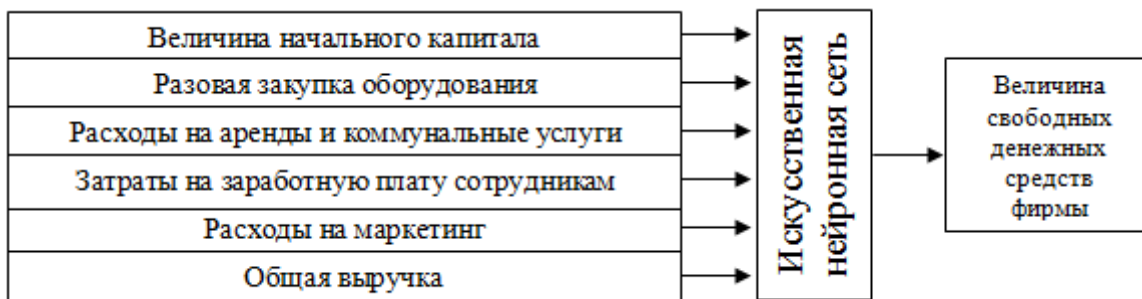 Величина начального капитала
Разовая закупка оборудования
Расходы на аренды и коммунальные услуги
Затраты на заработную плату сотрудникам
Расходы на маркетинг
Общая выручка
Искусственная
нейронная сеть
Величина
свободных
денежных
средств
фирмы